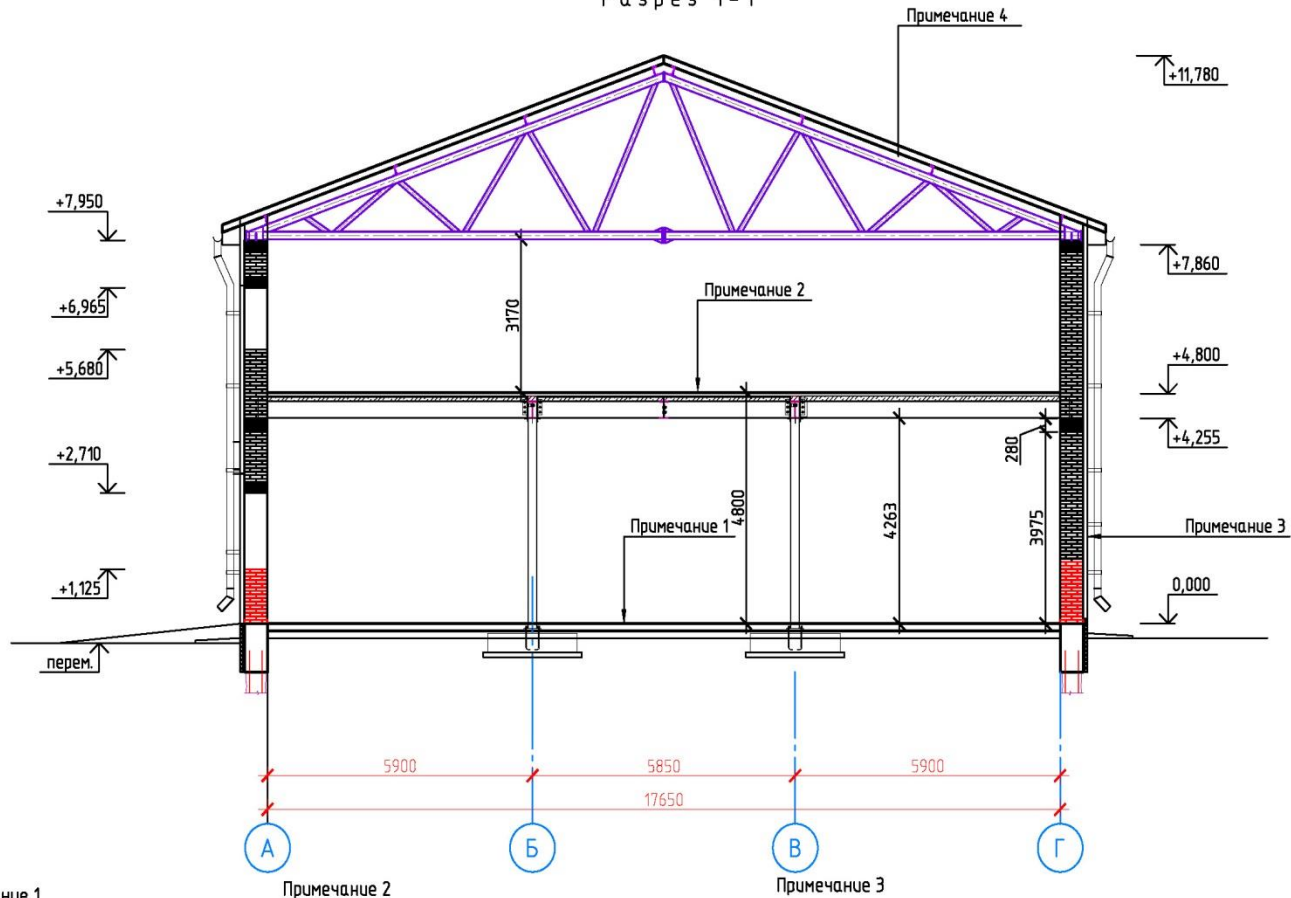 Примечание 4
+11,780
+7,950
+7,860
+6,965
Примечание 2
3170
+5,680
+4,800
+4,255
280
+2,710
4800
4263
3975
Примечание 1
Примечание 3
+1,125
0,000
перем.
5900 5850 5900
17650
А Б В Г
Примечание 2
Примечание 3